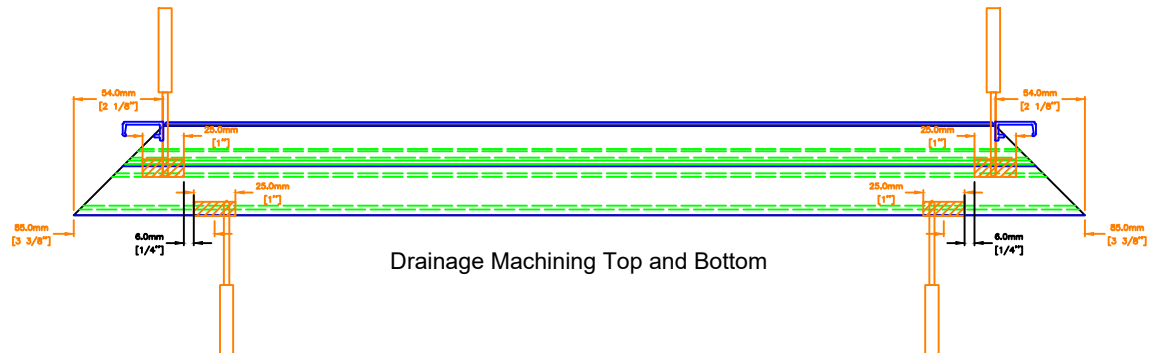 54.0mm
[2 1/8"]
54.0mm
[2 1/8"]
25.0mm
[1"]
25.0mm
[1"]
25.0mm
[1"]
25.0mm
[1"]
85.0mm
[3 3/8"]
6.0mm
[1/4"]
6.0mm
[1/4"]
85.0mm
[3 3/8"]
Drainage Machining Top and Bottom